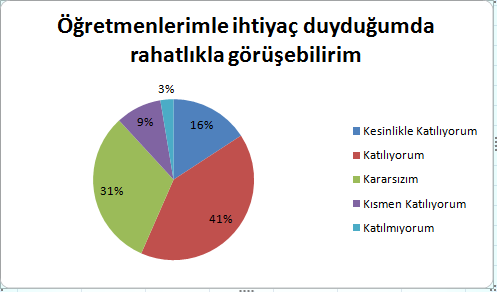 Öğretmenlerimle ihtiyaç duyduğumda
rahatlıkla görüşebilirim
3%
16%
9%
31%
41%
Kesinlikle Katılıyorum
Katılıyorum
Kararsızım
Kısmen Katılıyorum
Katılmıyorum